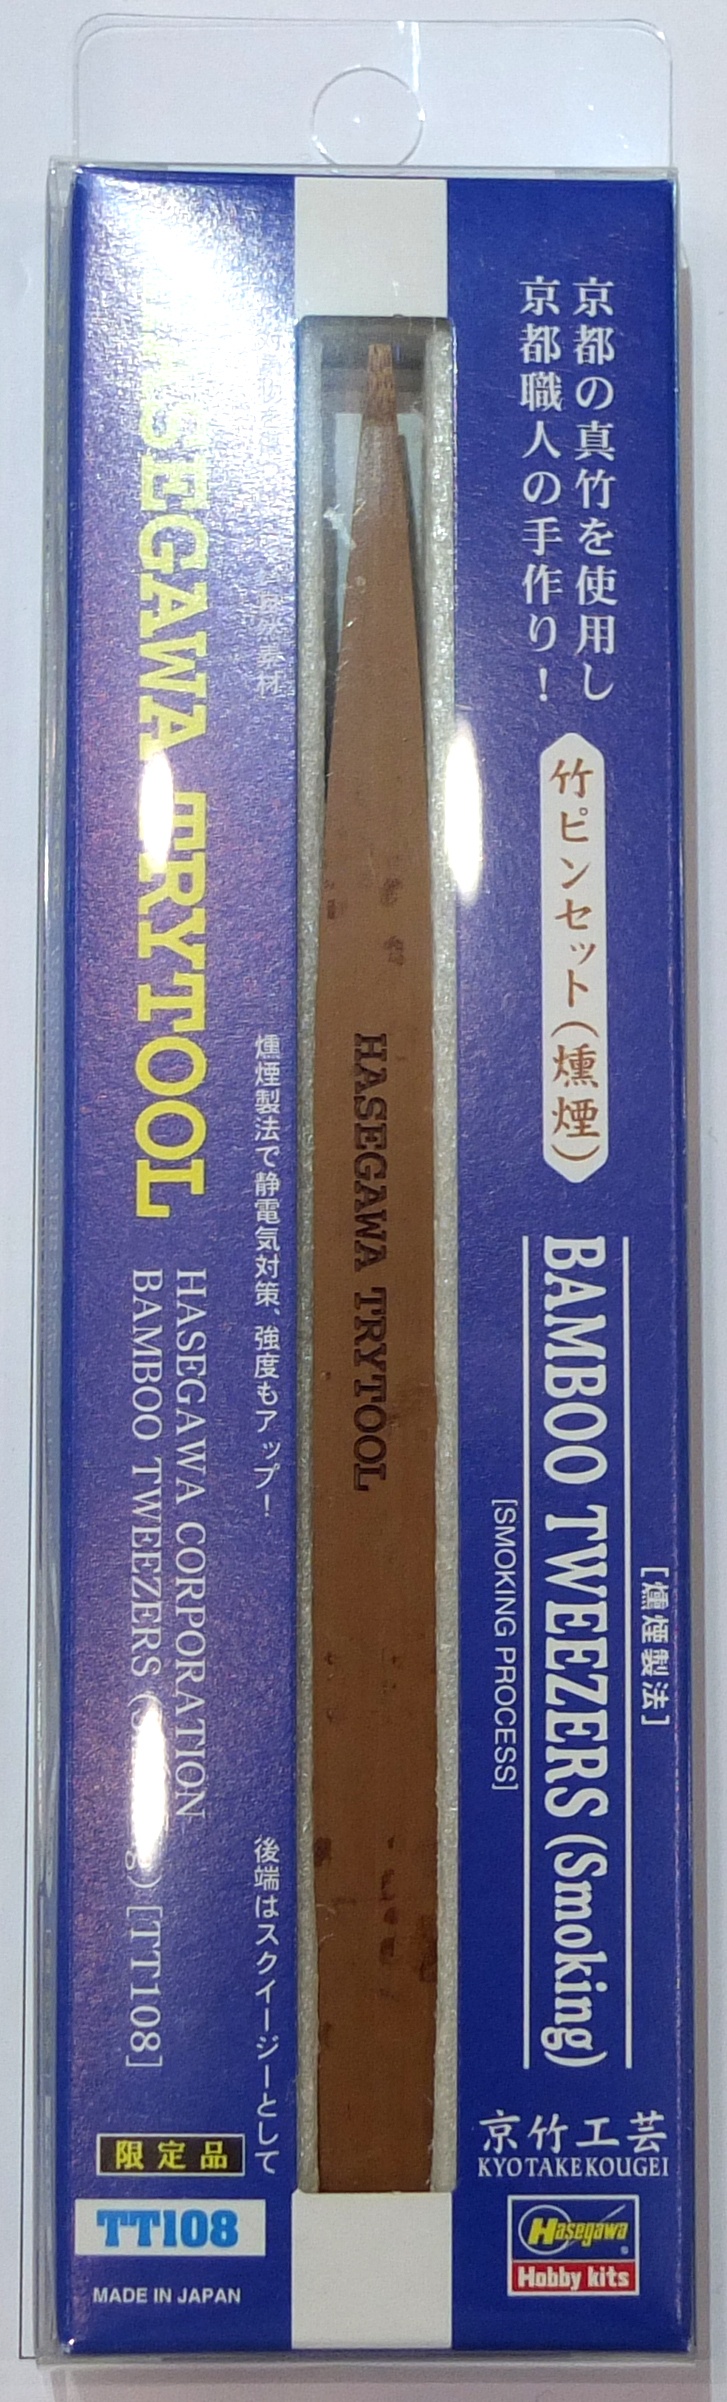 京都の真竹を使用し
京都職人の手作り！
竹ピンセット(燻煙)
[燻煙製法]
BAMBOO TWEEZERS (Smoking)
[SMOKING PROCESS]
京竹工芸
KYOTAKEKOUGEI
Hasegawa
Hobby kits
HASEGAWA TRYTOOL
素材
燻煙製法で静電気対策、強度もアップ！
後端はスクイージーとして
HASEGAWA TRYTOOL
HASEGAWA CORPORATION
BAMBOO TWEEZERS [TT108]
限定品
TT108
MADE IN JAPAN